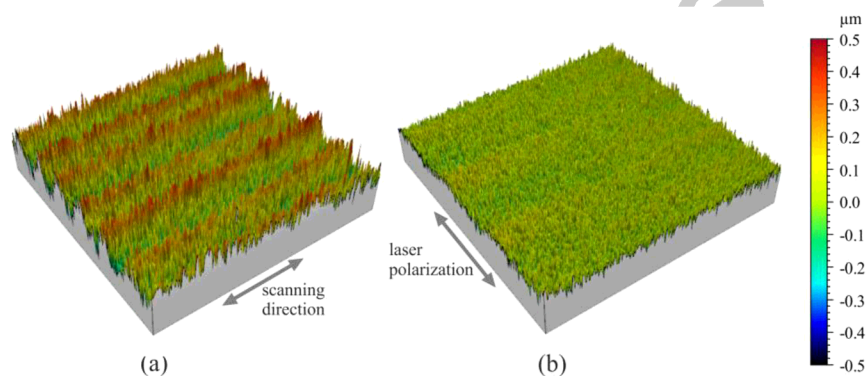 μm
0.5
0.4
0.3
0.2
0.1
0.0
-0.1
-0.2
-0.3
-0.4
-0.5
scanning
direction
laser
polarization
(a)
(b)